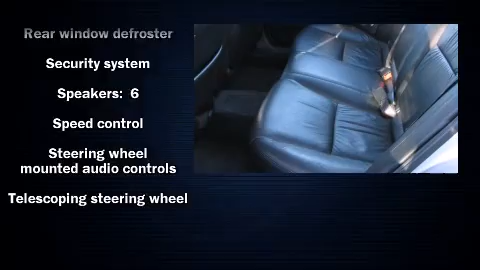 Rear window defroster
Security system
Speakers: 6
Speed control
Steering wheel
mounted audio controls
Telescoping steering wheel